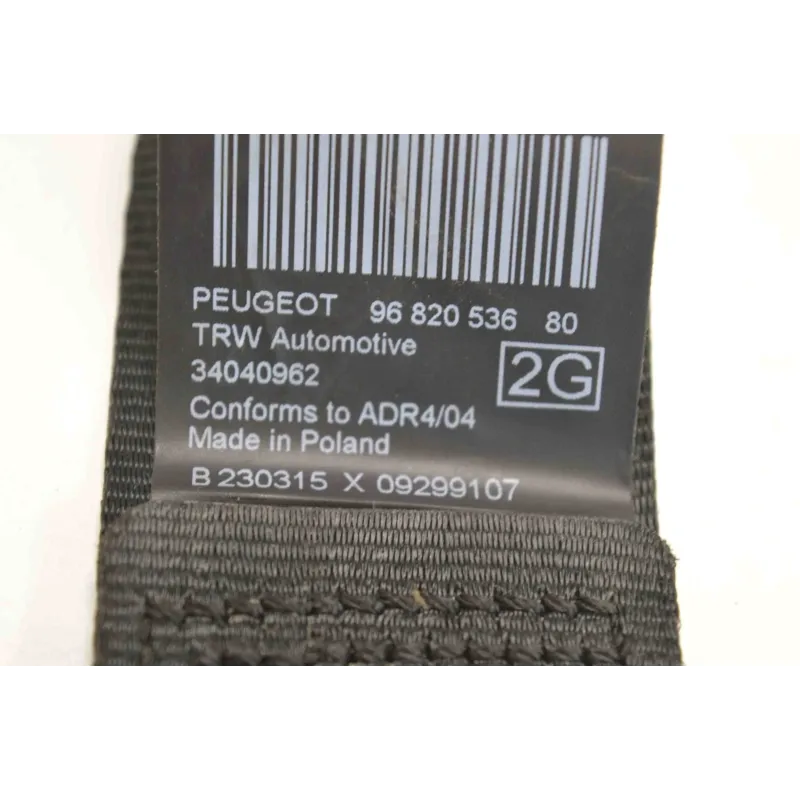 PEUGEOT 96 820 536 80
TRW Automotive
34040962
2G
Conforms to ADR4/04
Made in Poland
B 230315 X 09299107